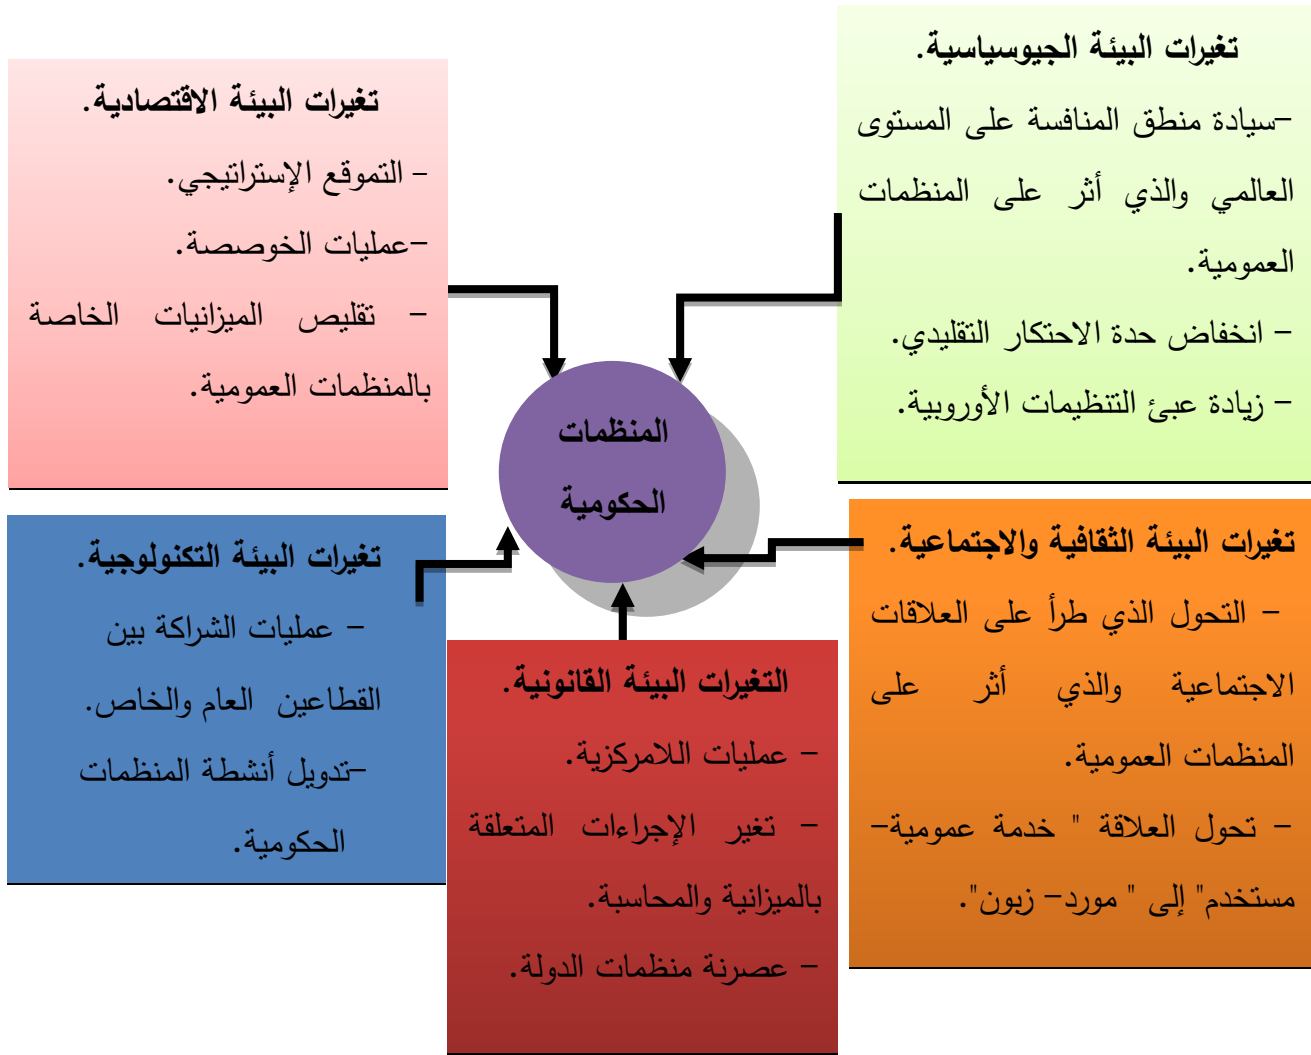 تغيرات البيئة الجيوسياسية.
-سيادة منطق المنافسة على المستوى
العالمي والذي أثر على المنظمات
العمومية.
- انخفاض حدة الاحتكار التقليدي.
- زيادة عبئ التنظيمات الأوروبية.
تغيرات البيئة الاقتصادية.
- التموقع الإستراتيجي.
-عمليات الخوصصة.
- تقليص الميزانيات الخاصة
بالمنظمات العمومية.
المنظمات
الحكومية
تغيرات البيئة الثقافية والاجتماعية.
- التحول الذي طرأ على العلاقات
الاجتماعية والذي أثر على
المنظمات العمومية.
- تحول العلاقة " خدمة عمومية-
مستخدم" إلى " مورد- زبون".
تغيرات البيئة التكنولوجية.
- عمليات الشراكة بين
القطاعين العام والخاص.
-تدويل أنشطة المنظمات
الحكومية.
التغيرات البيئة القانونية.
- عمليات اللامركزية.
- تغير الإجراءات المتعلقة
بالميزانية والمحاسبة.
- عصرنة منظمات الدولة.